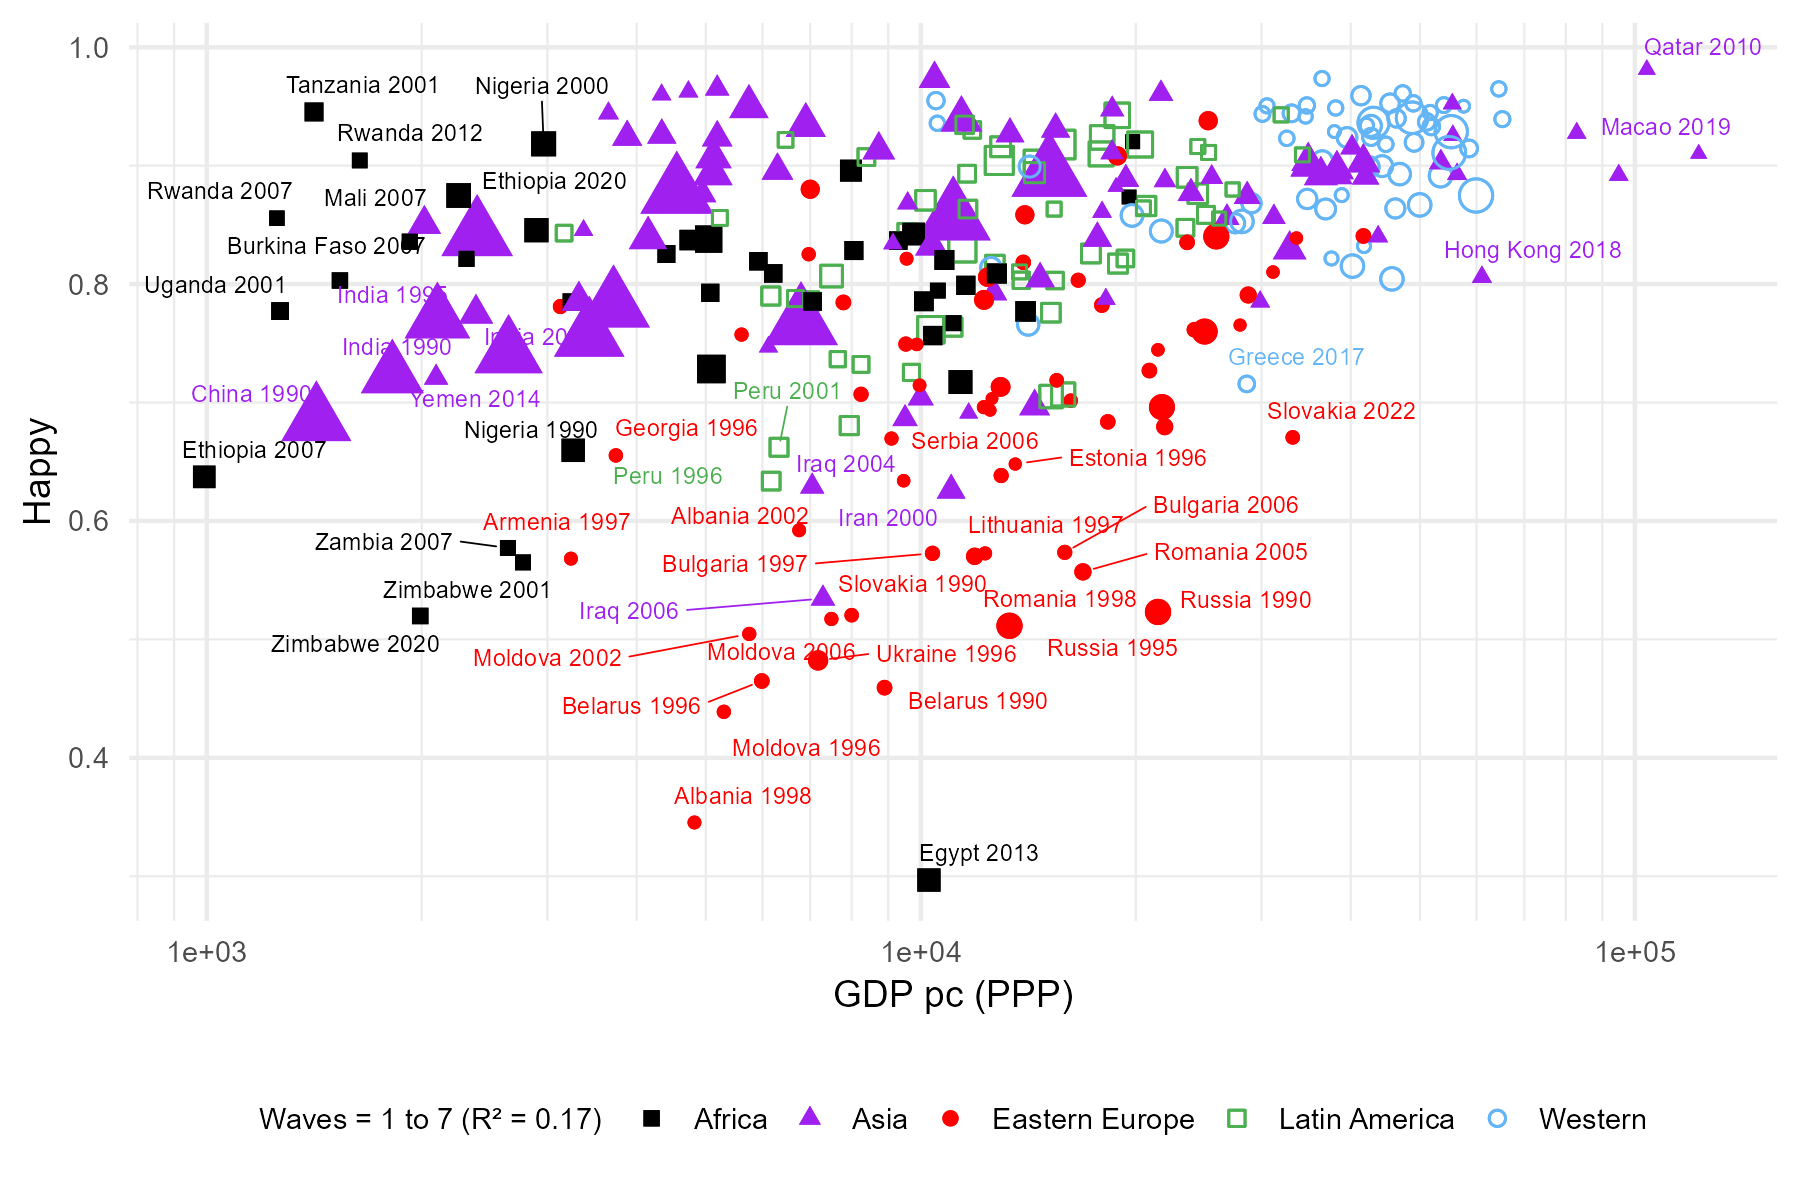 1.0
0.8
0.6
0.4
Happy
Qatar 2010
Tanzania 2001
Nigeria 2000
Macao 2019
Rwanda 2012
Ethiopia 2020
Rwanda 2007
Mali 2007
Burkina Faso 2007
Hong Kong 2018
Uganda 2001
India 1995
India 1990
Greece 2017
China 1990
Yemen 2014
Peru 2001
Slovakia 2022
Nigeria 1990
Georgia 1996
Serbia 2006
Ethiopia 2007
Estonia 1996
Iraq 2004
Peru 1996
Bulgaria 2006
Albania 2002
Iran 2000
Armenia 1997
Lithuania 1997
Zambia 2007
Romania 2005
Bulgaria 1997
Slovakia 1990
Zimbabwe 2001
Romania 1998
Russia 1990
Iraq 2006
Zimbabwe 2020
Russia 1995
Moldova 2002
Moldova 2006
Ukraine 1996
Belarus 1996
Belarus 1990
Moldova 1996
Albania 1998
Egypt 2013
1e+03
1e+04
1e+05
GDP pc (PPP)
Waves = 1 to 7 (R² = 0.17)
Africa
Asia
Eastern Europe
Latin America
Western